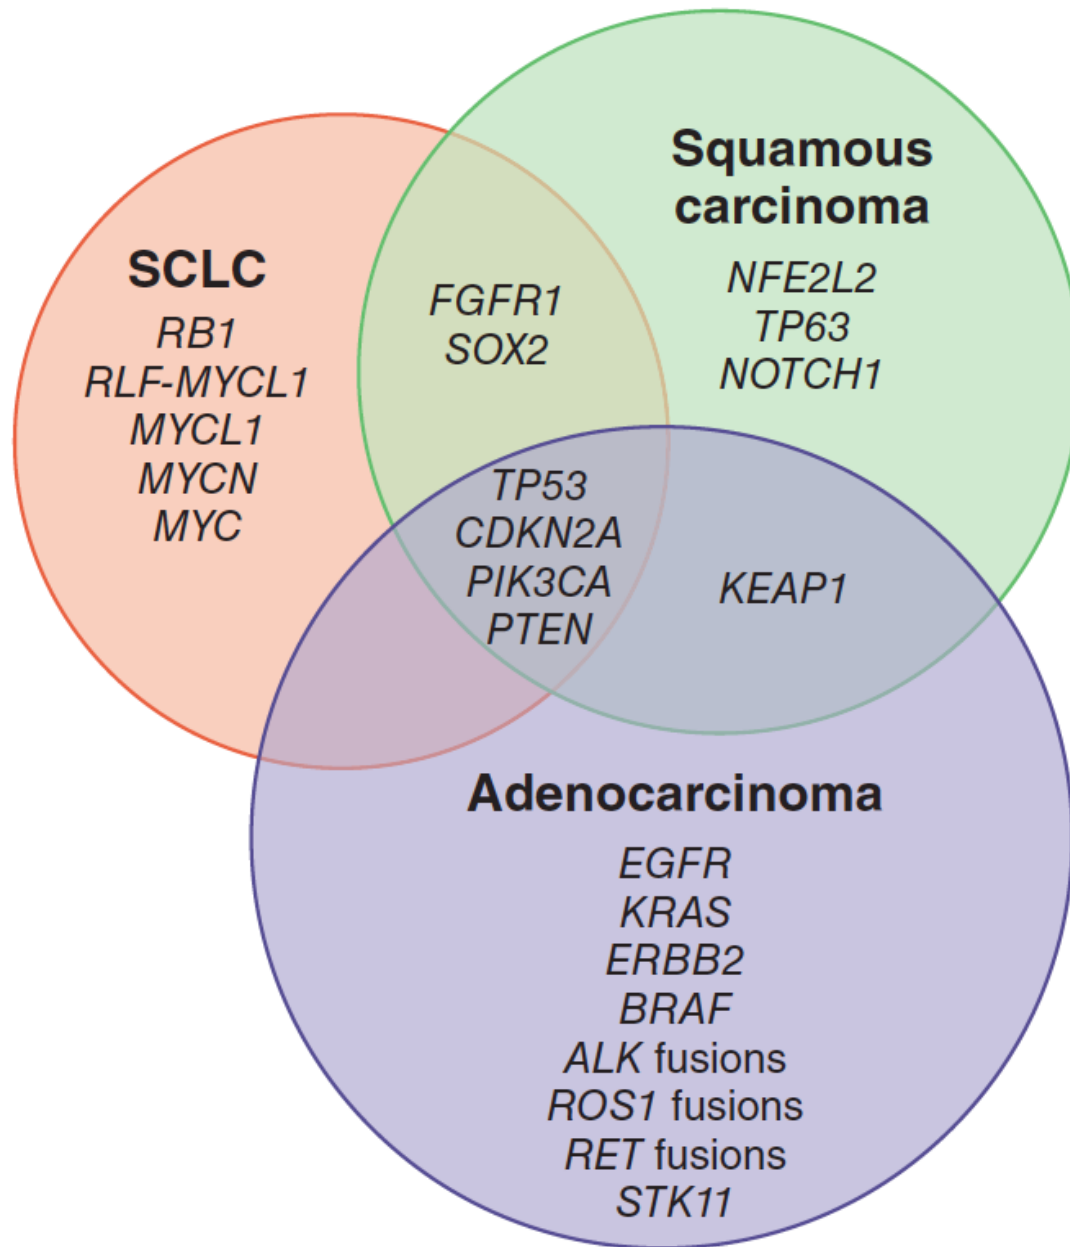 SCLC
RB1
RLF-MYCL1
MYCL1
MYCN
MYC
FGFR1
SOX2
Squamous
carcinoma
NFE2L2
TP63
NOTCH1
TP53
CDKN2A
PIK3CA
PTEN
KEAP1
Adenocarcinoma
EGFR
KRAS
ERBB2
BRAF
ALK fusions
ROS1 fusions
RET fusions
STK11